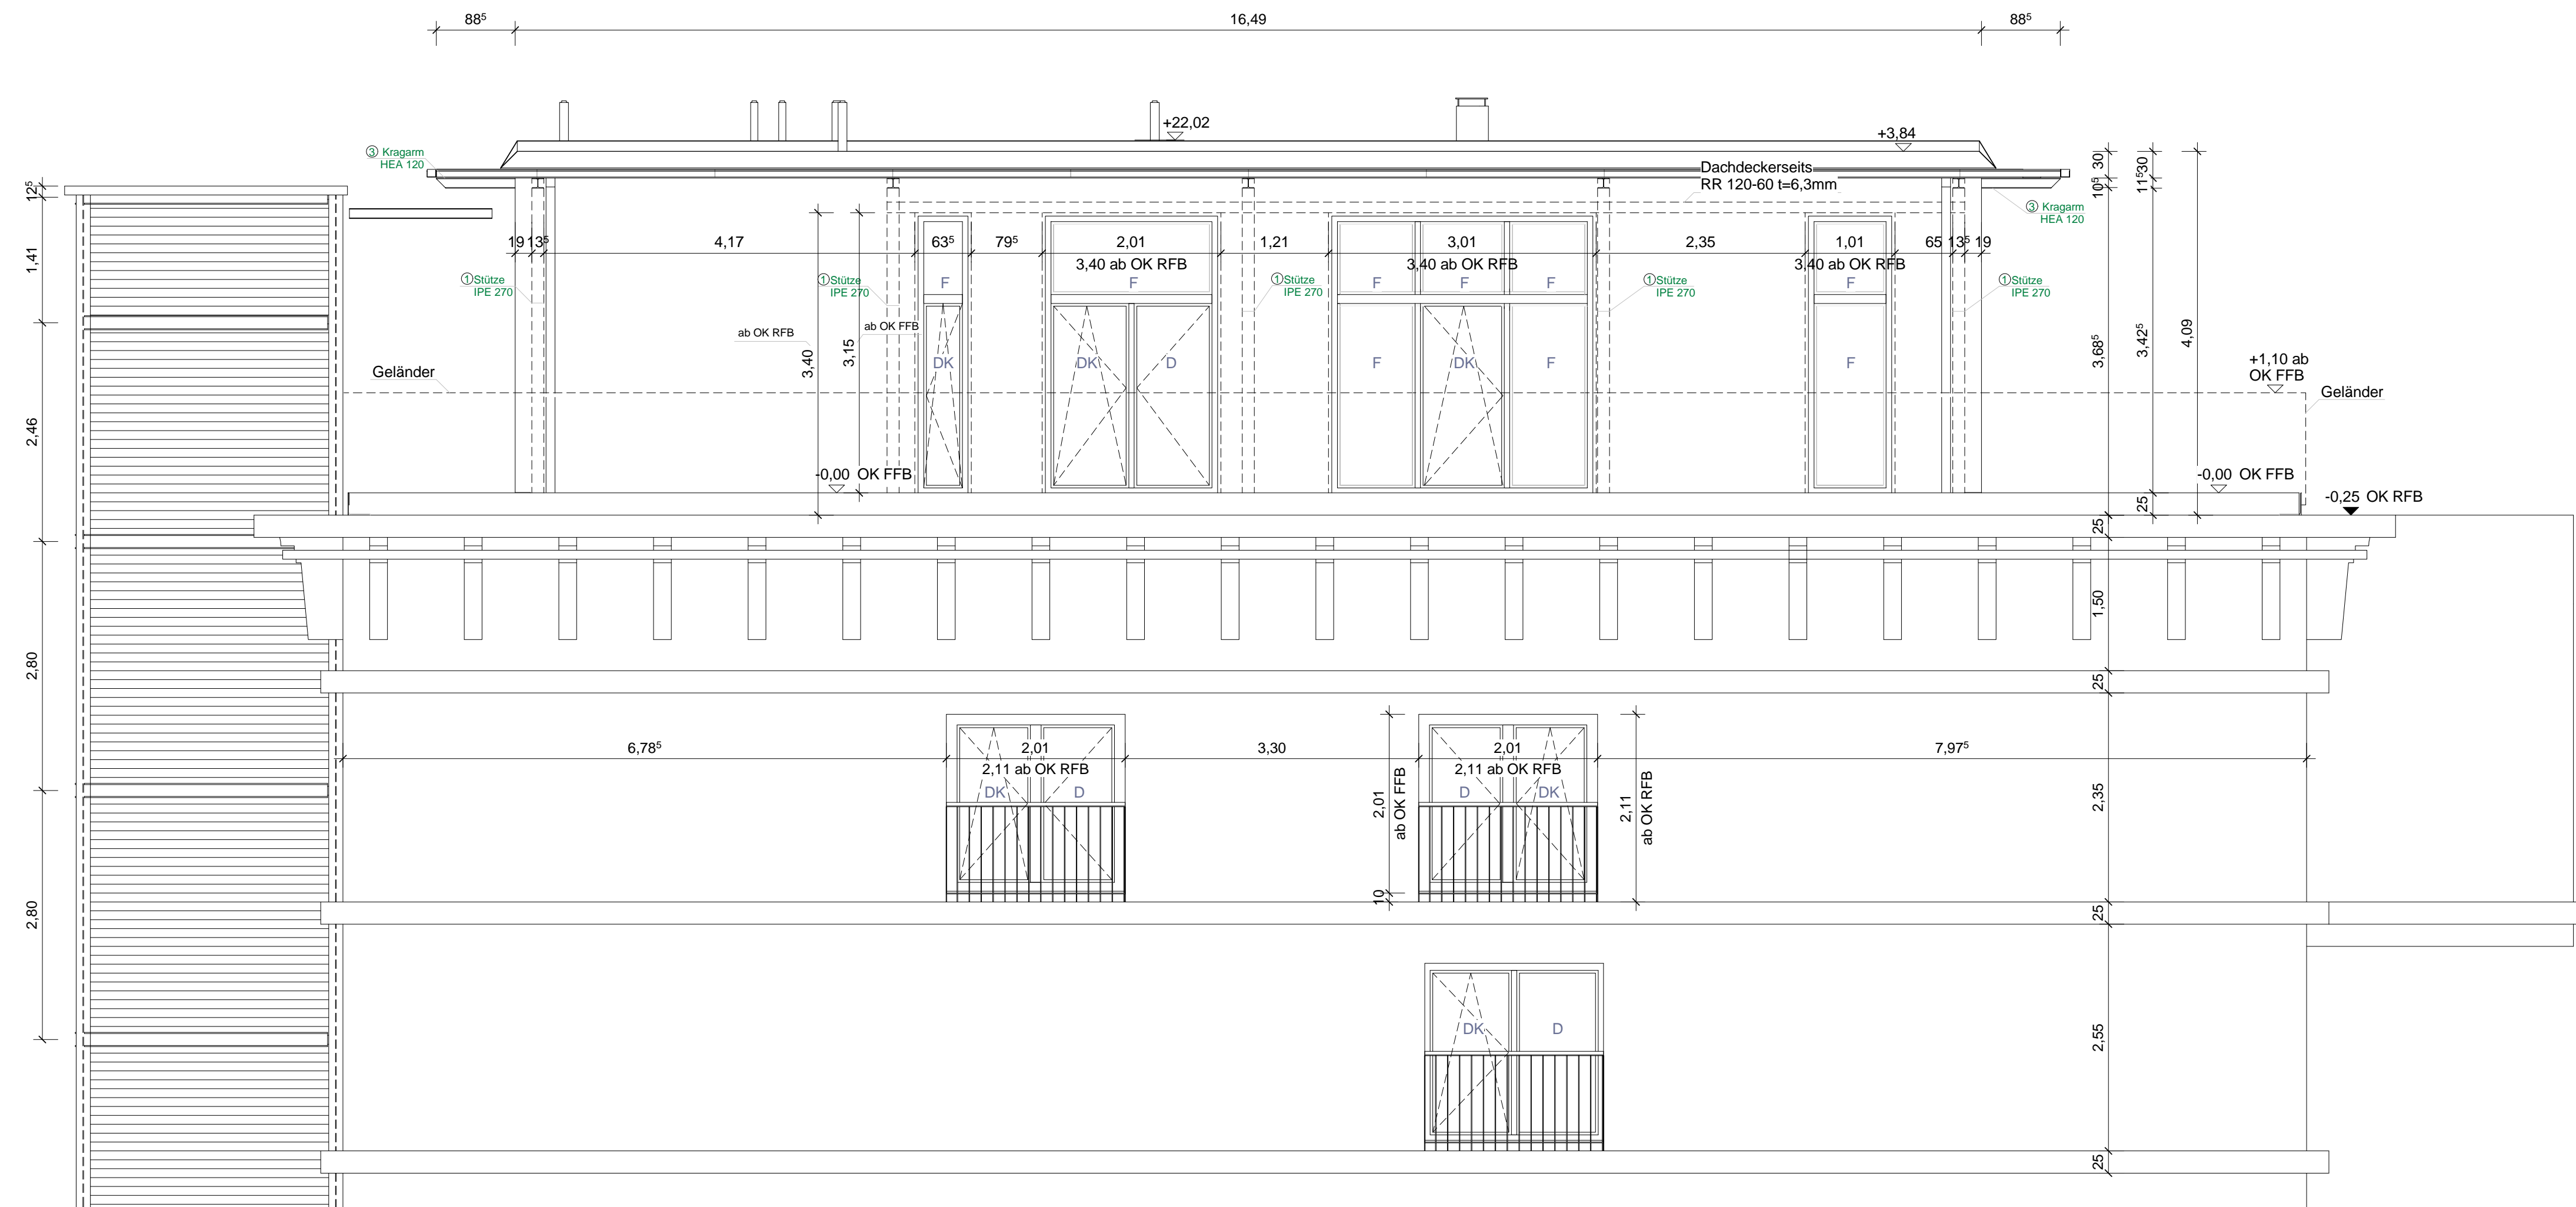 88⁵ 16,49 88⁵
+22,02
+3,84
③ Kragarm
HEA 120
Dachdeckerseits
RR 120-60 t=6,3mm
③ Kragarm
HEA 120
12⁵
1,41
2,46
2,80
2,80
30
10⁵
3,68⁵
25
1,50
25
2,35
25
2,55
25
30
11⁵
3,42⁵
25
4,09
19 13⁵ 4,17 63⁵ 79⁵ 2,01 1,21 3,01 2,35 1,01 65 13⁵ 19
3,40 ab OK RFB
3,40 ab OK RFB
3,40 ab OK RFB
①Stütze
IPE 270
①Stütze
IPE 270
①Stütze
IPE 270
①Stütze
IPE 270
①Stütze
IPE 270
F F F F F F
ab OK RFB
3,40
ab OK FFB
3,15
DK DK D F DK F F
Geländer
+1,10 ab
OK FFB
Geländer
-0,00 OK FFB
-0,00 OK FFB
-0,25 OK RFB
6,78⁵ 2,01 3,30 2,01 7,97⁵
2,11 ab OK RFB
2,11 ab OK RFB
DK D D DK
2,01
ab OK FFB
10
2,11
ab OK RFB
DK D